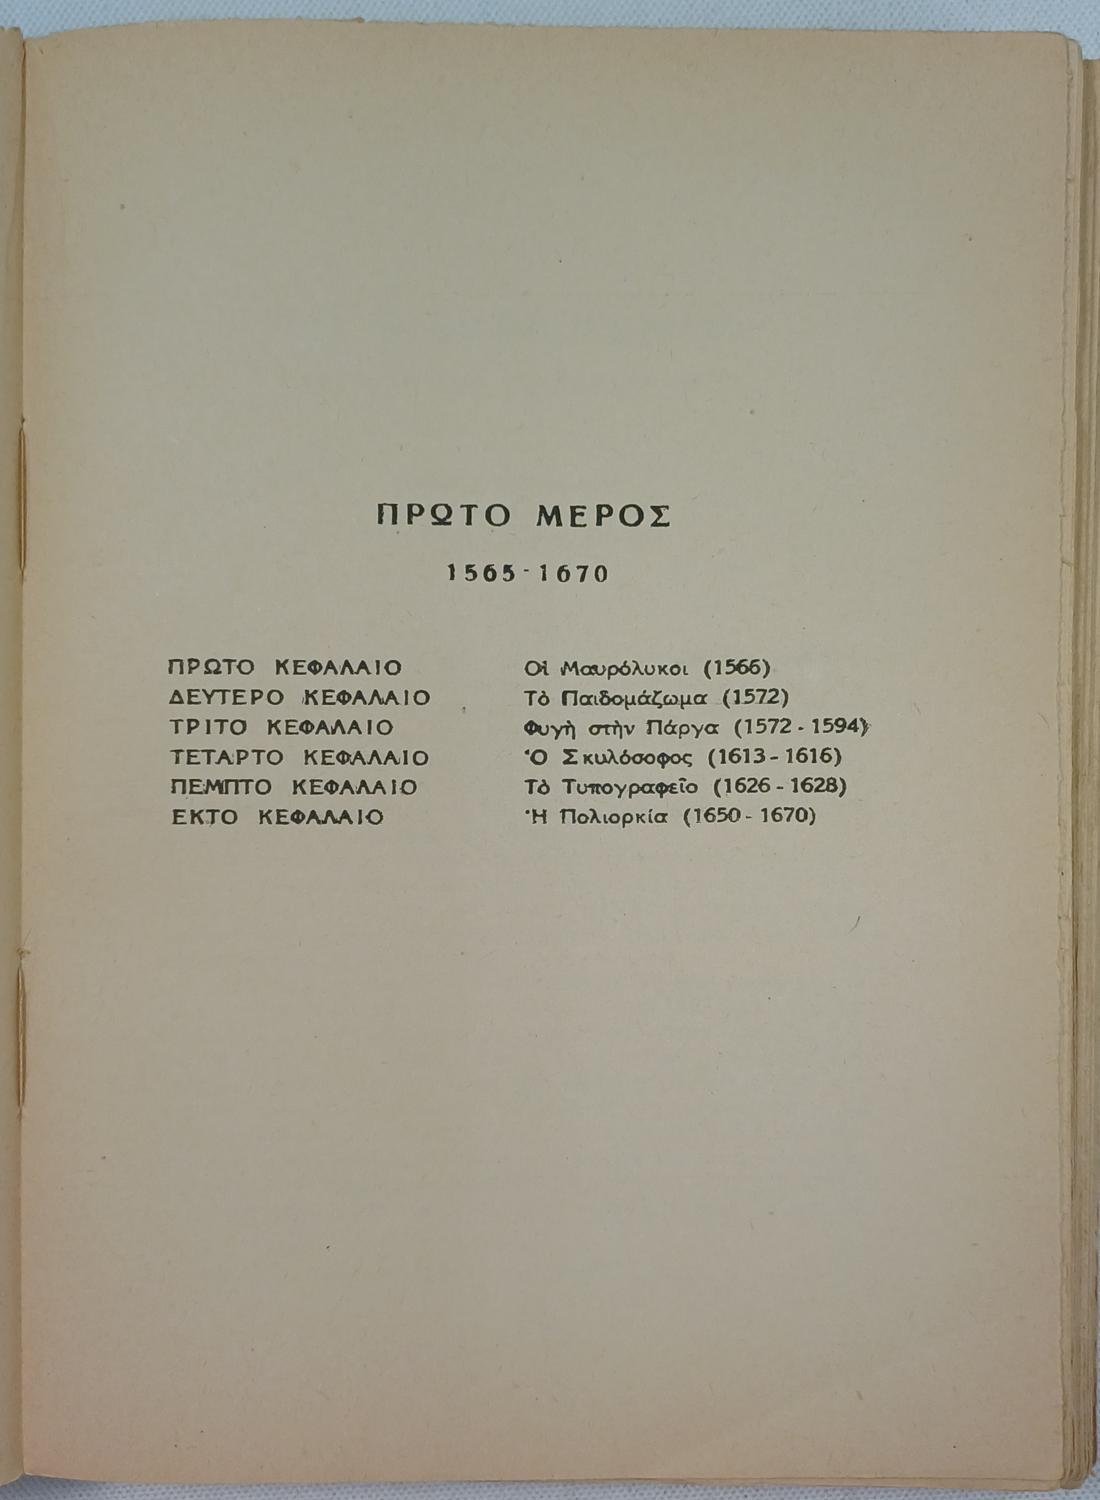 ΠΡΩΤΟ ΜΕΡΟΣ
1565-1670
ΠΡΩΤΟ ΚΕΦΑΛΑΙΟ Οἱ Μαυρόλυκοι (1566)
ΔΕΥΤΕΡΟ ΚΕΦΑΛΑΙΟ Τὸ Παιδομάζωμα (1572)
ΤΡΙΤΟ ΚΕΦΑΛΑΙΟ Φυγὴ στὴν Πάργα (1572 - 1594)
ΤΕΤΑΡΤΟ ΚΕΦΑΛΑΙΟ Ὁ Σκυλόσοφος (1613 - 1616)
ΠΕΜΠΤΟ ΚΕΦΑΛΑΙΟ Τὸ Τυπογραφεῖο (1626 - 1628)
ΕΚΤΟ ΚΕΦΑΛΑΙΟ Ἡ Πολιορκία (1650 - 1670)